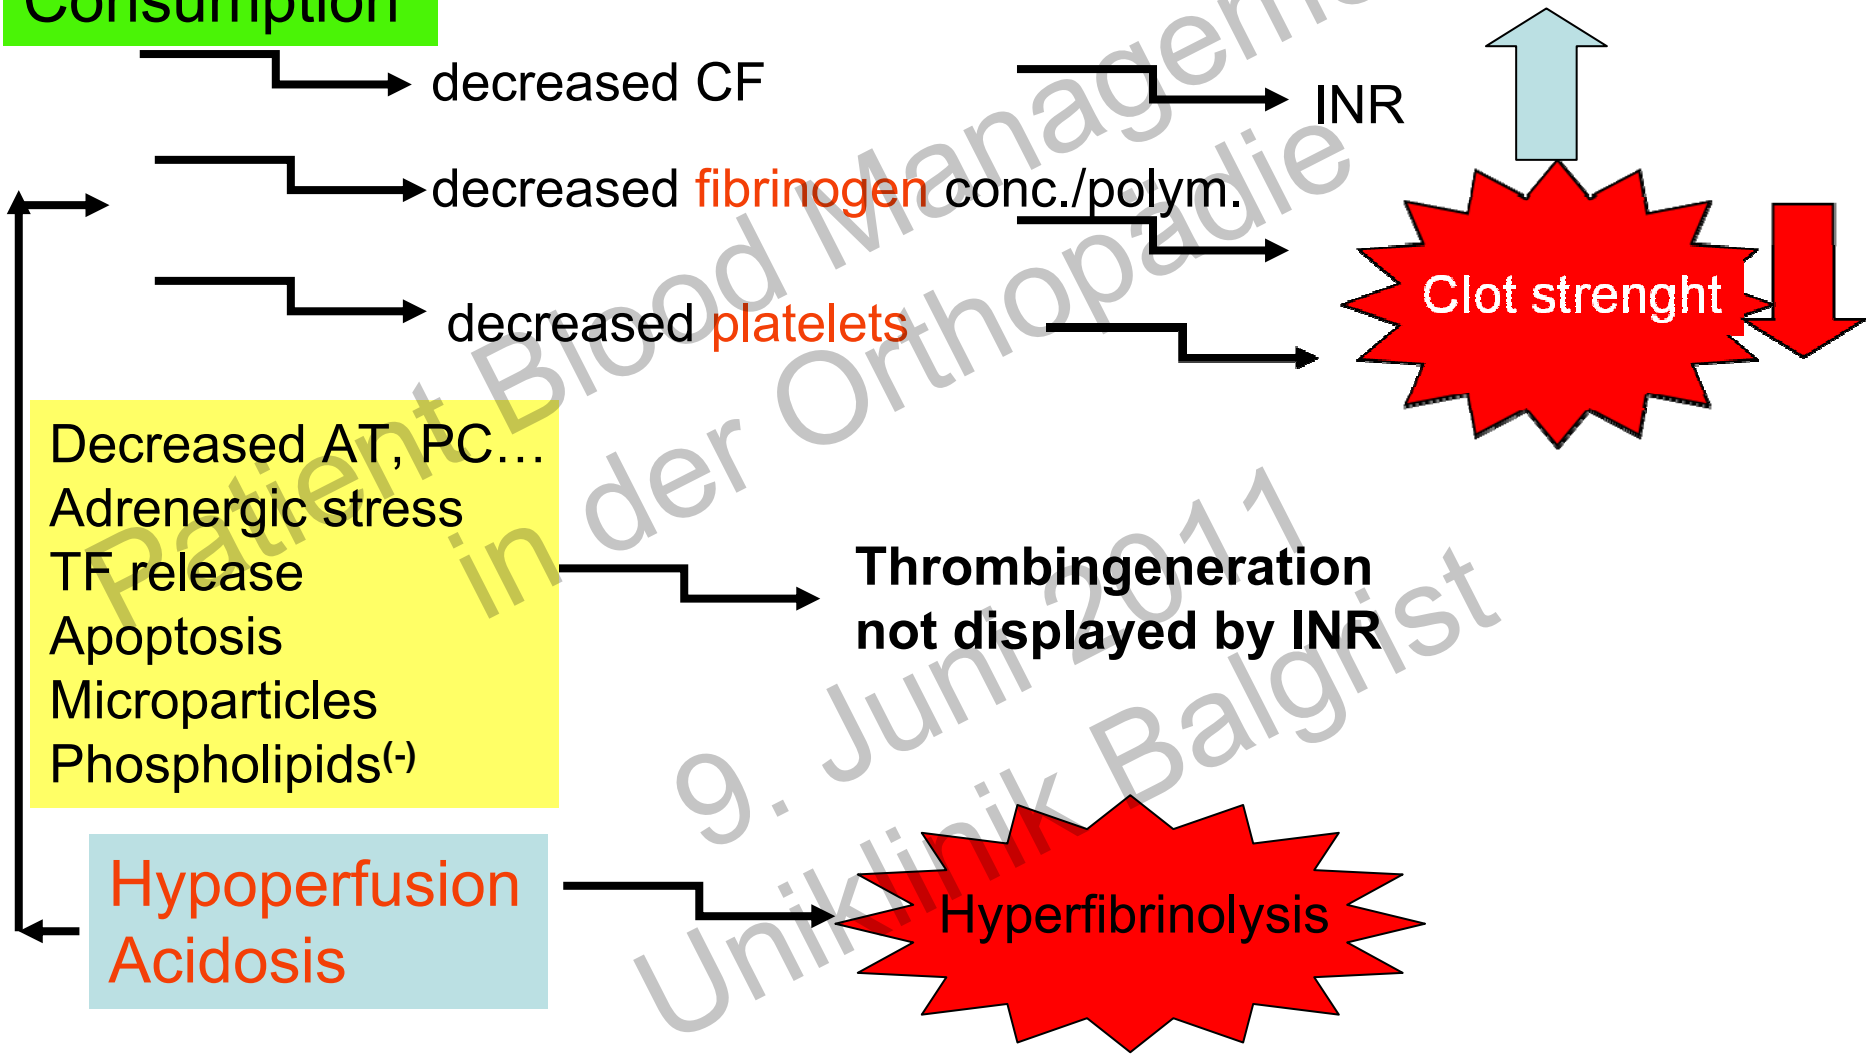 Consumption
decreased CF
INR
decreased fibrinogen conc./polym.
Clot strenght
decreased platelets
Decreased AT, PC…
Adrenergic stress
TF release
Apoptosis
Microparticles
Phospholipids(-)
Thrombingeneration
not displayed by INR
Hypoperfusion
Acidosis
Hyperfibrinolysis
Patient Blood
in der Orthopädie
9. Juni 2011
Uniklinik Balgrist